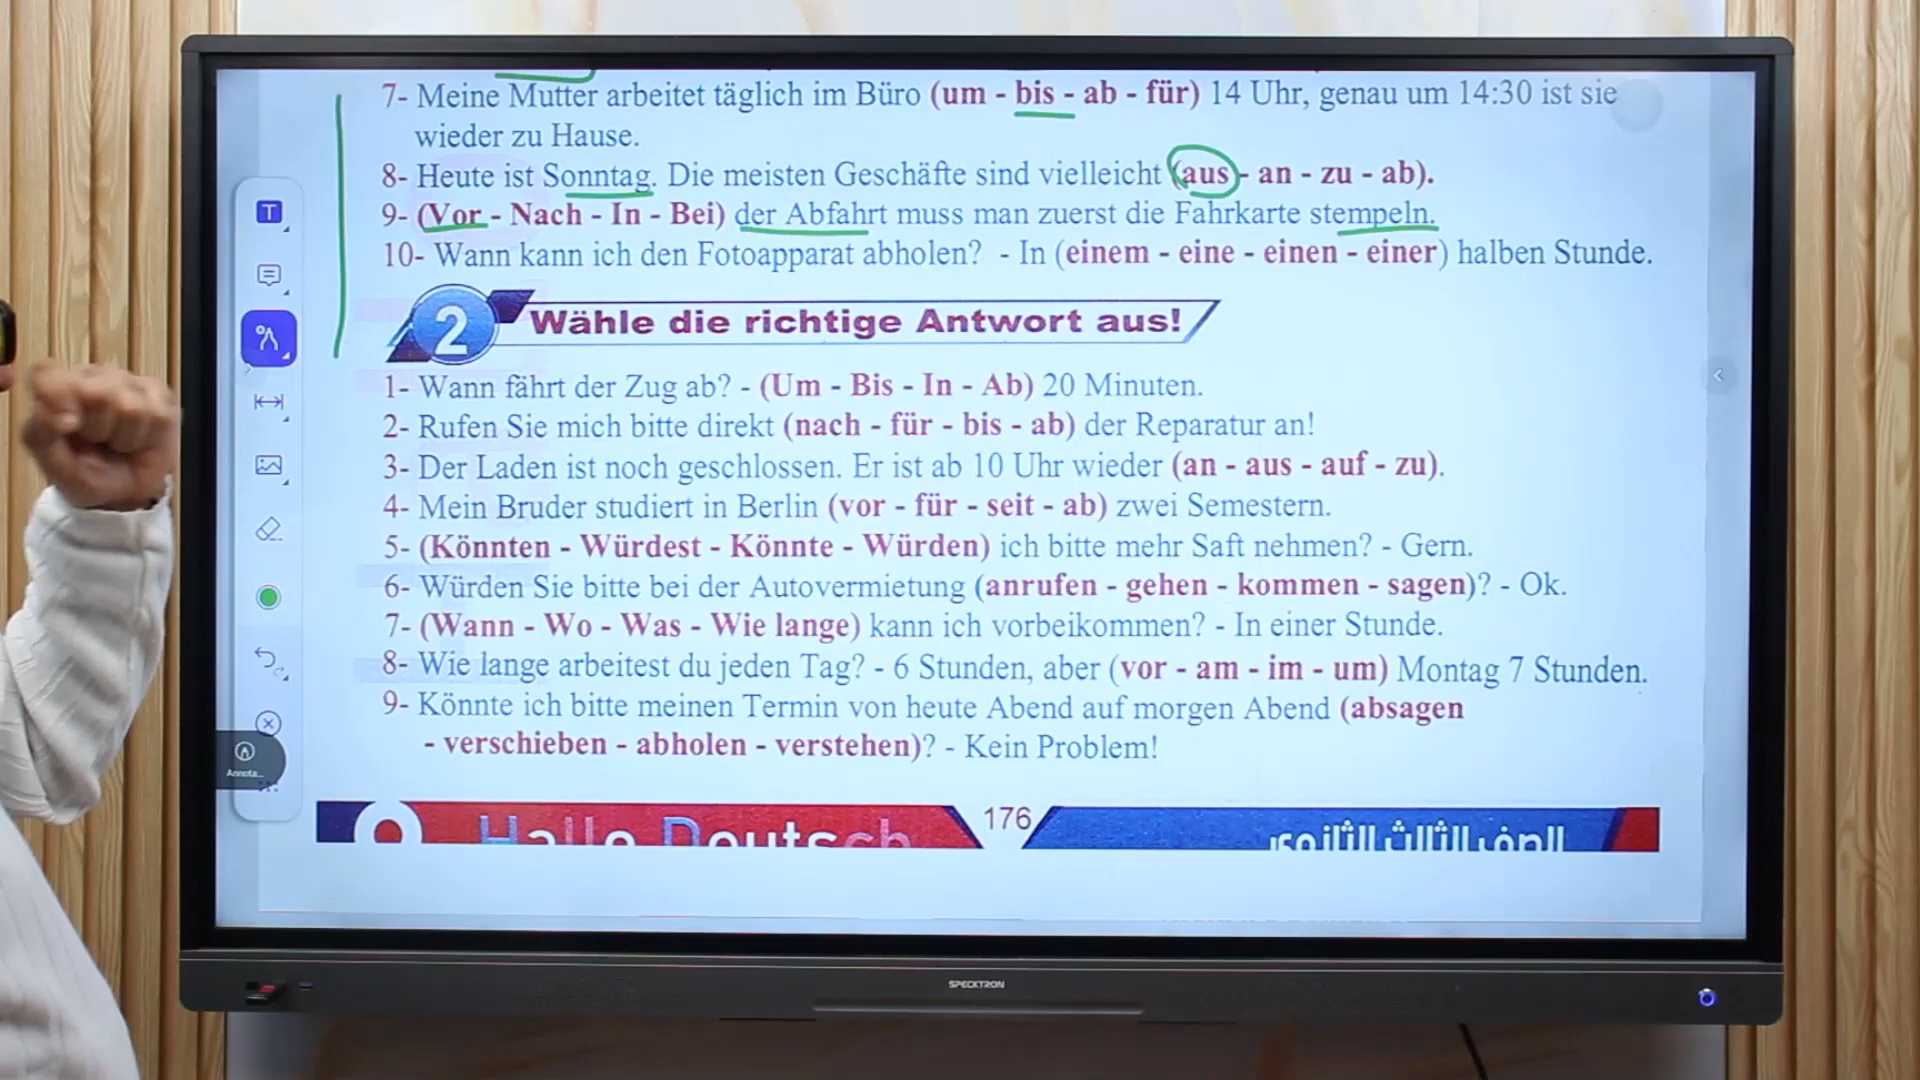 7- Meine Mutter arbeitet täglich im Büro (um - bis - ab - für) 14 Uhr, genau um 14:30 ist sie
wieder zu Hause.
8- Heute ist Sonntag. Die meisten Geschäfte sind vielleicht (aus - an - zu - ab).
9- (Vor - Nach - In - Bei) der Abfahrt muss man zuerst die Fahrkarte stempeln.
10- Wann kann ich den Fotoapparat abholen? - In (einem - eine - einen - einer) halben Stunde.
2 Wähle die richtige Antwort aus!
1- Wann fährt der Zug ab? - (Um - Bis - In - Ab) 20 Minuten.
2- Rufen Sie mich bitte direkt (nach - für - bis - ab) der Reparatur an!
3- Der Laden ist noch geschlossen. Er ist ab 10 Uhr wieder (an - aus - auf - zu).
4- Mein Bruder studiert in Berlin (vor - für - seit - ab) zwei Semestern.
5- (Könnten - Würdest - Könnte - Würden) ich bitte mehr Saft nehmen? - Gern.
6- Würden Sie bitte bei der Autovermietung (anrufen - gehen - kommen - sagen)? - Ok.
7- (Wann - Wo - Was - Wie lange) kann ich vorbeikommen? - In einer Stunde.
8- Wie lange arbeitest du jeden Tag? - 6 Stunden, aber (vor - am - im - um) Montag 7 Stunden.
9- Könnte ich bitte meinen Termin von heute Abend auf morgen Abend (absagen
- verschieben - abholen - verstehen)? - Kein Problem!
Annota...
Hallo Deutsch 176 الصف الثالث الثانوي
SPECKTRON